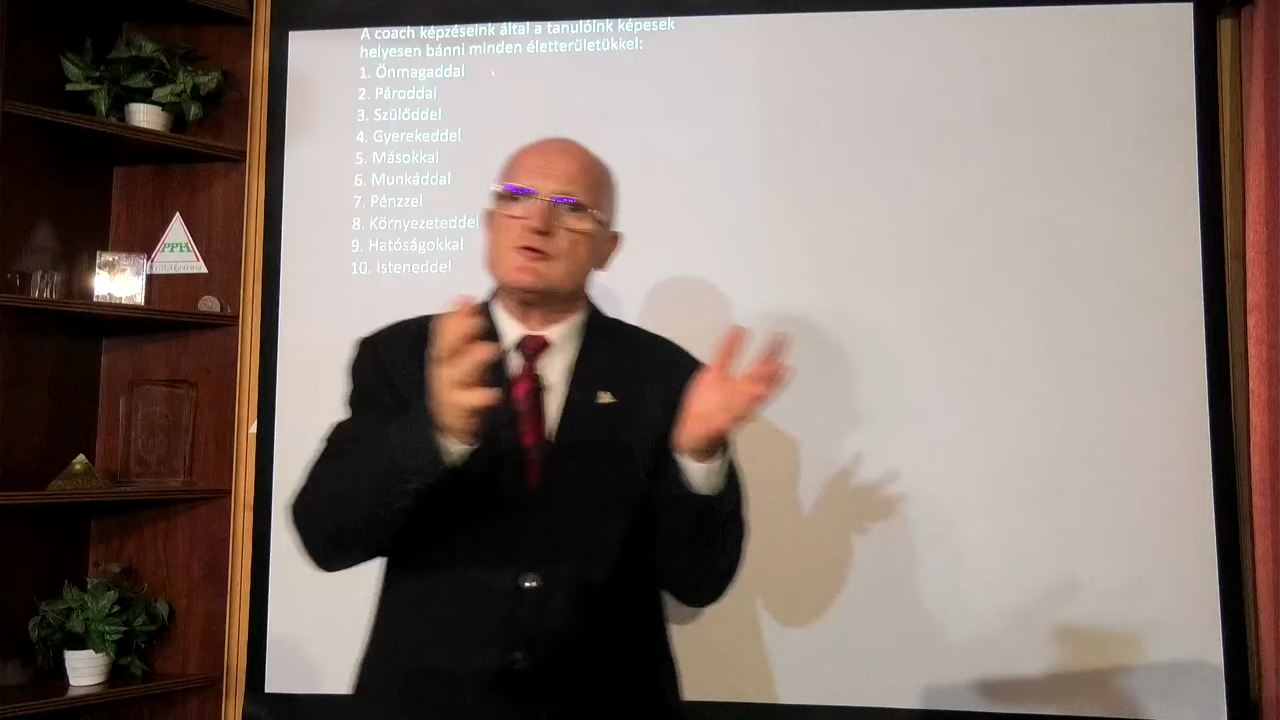 A coach képzéseink által a tanulóink képesek
helyesen bánni minden életterületükkel:
1. Önmagaddal
2. Pároddal
3. Szülőddel
4. Gyerekeddel
5. Másokkal
6. Munkáddal
7. Pénzzel
8. Környezeteddel
9. Hatóságokkal
10. Isteneddel
PPH